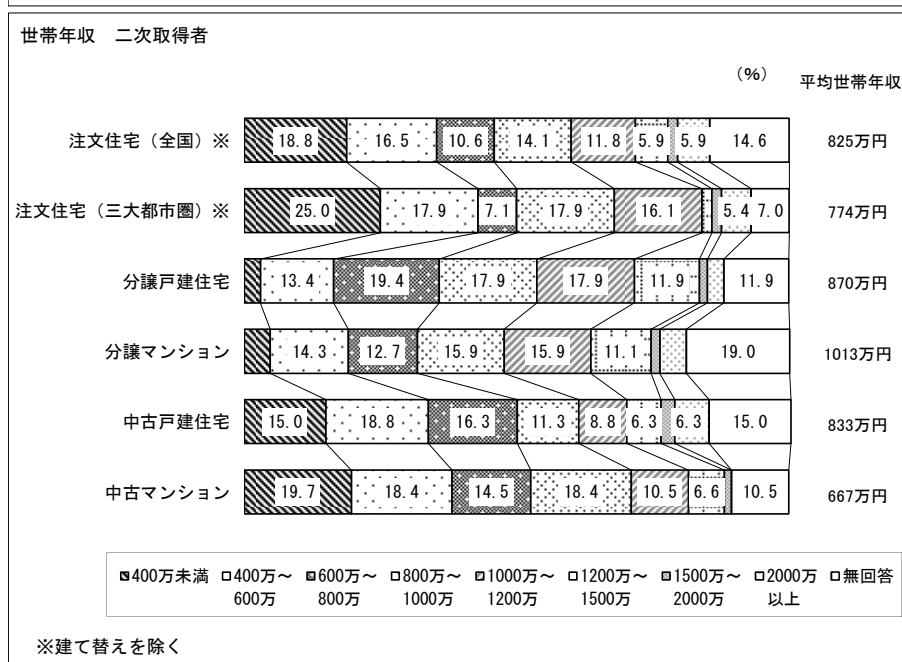 世帯年収　二次取得者
（%）
平均世帯年収
注文住宅（全国）※ 18.8 16.5 10.6 14.1 11.8 5.9 5.9 14.6 825万円
注文住宅（三大都市圏）※ 25.0 17.9 7.1 17.9 16.1 5.4 7.0 774万円
分譲戸建住宅 13.4 19.4 17.9 17.9 11.9 11.9 870万円
分譲マンション 14.3 12.7 15.9 15.9 11.1 19.0 1013万円
中古戸建住宅 15.0 18.8 16.3 11.3 8.8 6.3 6.3 15.0 833万円
中古マンション 19.7 18.4 14.5 18.4 10.5 6.6 10.5 667万円
400万未満 400万～ 600万～ 800万～ 1000万～ 1200万～ 1500万～ 2000万 無回答
600万 800万 1000万 1200万 1500万 2000万 以上
※建て替えを除く